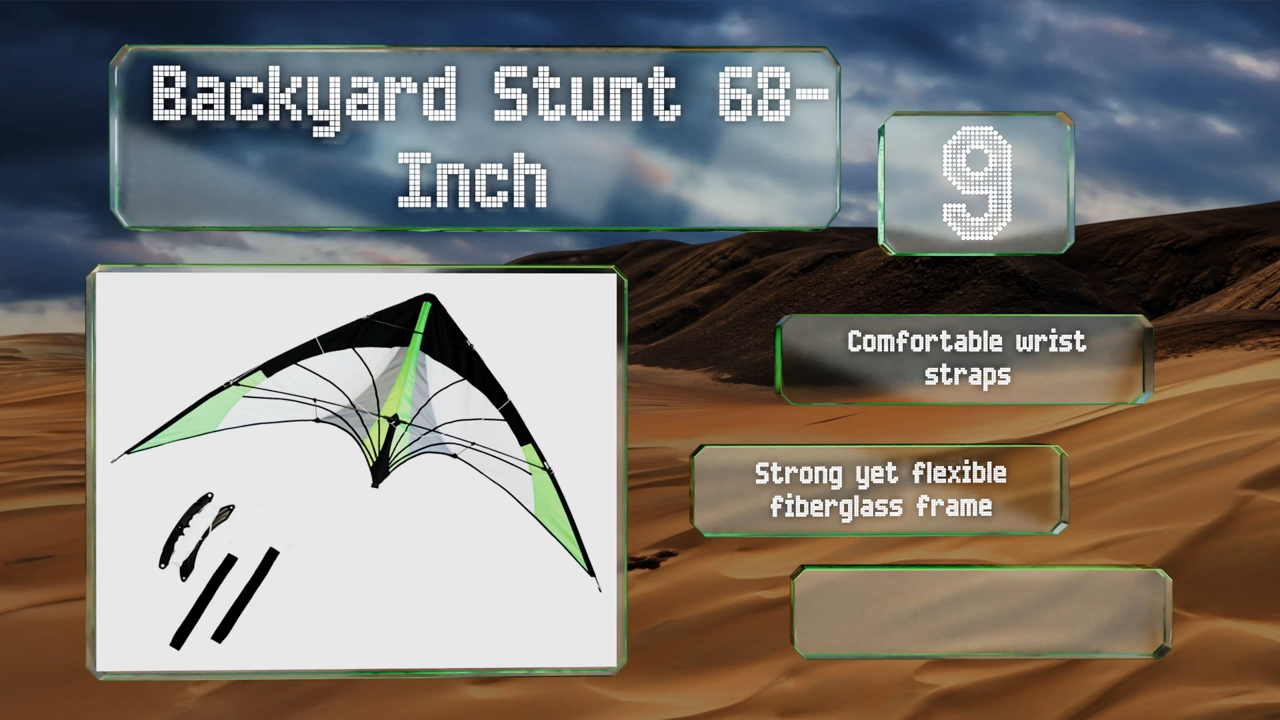 Backyard Stunt 68-
Inch
9
Comfortable wrist
straps
Strong yet flexible
fiberglass frame